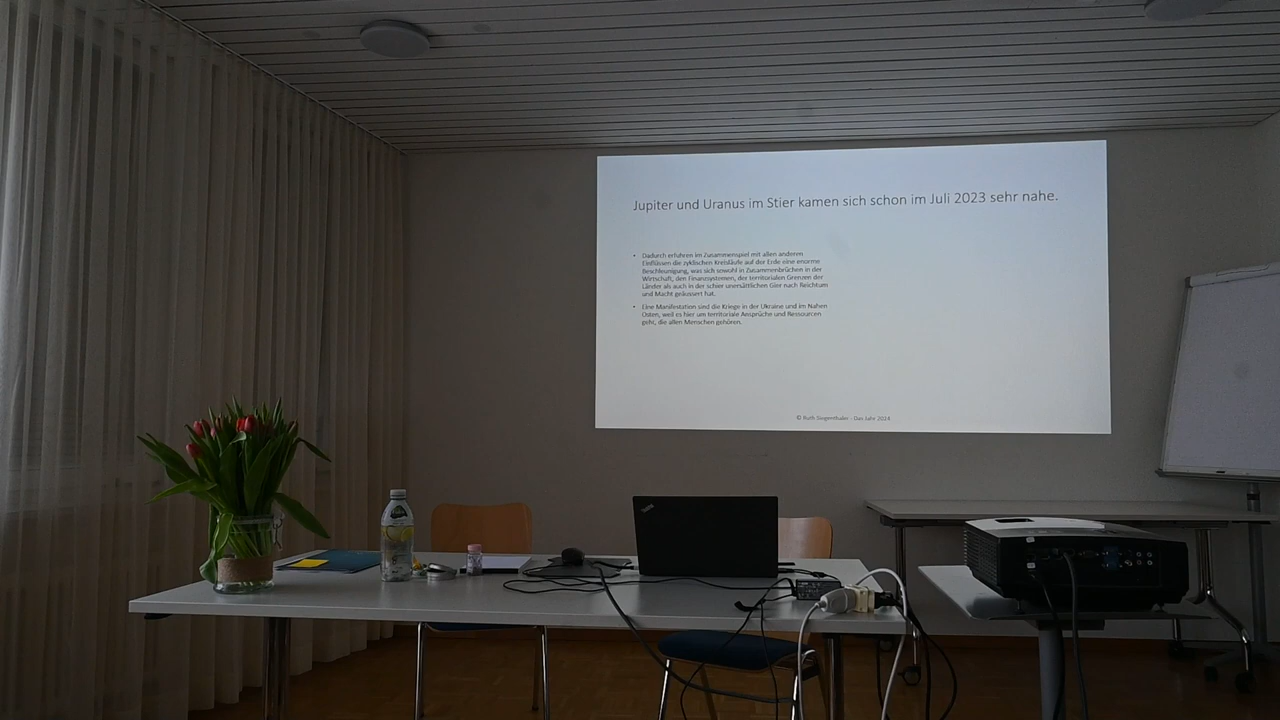 Jupiter und Uranus im Stier kamen sich schon im Juli 2023 sehr nahe.
• Dadurch erfuhren im Zusammenspiel mit allen anderen
Einflüssen die zyklischen Kreisläufe auf der Erde eine enorme
Beschleunigung, was sich sowohl in Zusammenbrüchen in der
Wirtschaft, den Finanzsystemen, der territorialen Grenzen der
Länder als auch in der schier unersättlichen Gier nach Reichtum
und Macht geäussert hat.
• Eine Manifestation sind die Kriege in der Ukraine und im Nahen
Osten, weil es hier um territoriale Ansprüche und Ressourcen
geht, die allen Menschen gehören.
© Ruth Siegenthaler - Das Jahr 2024